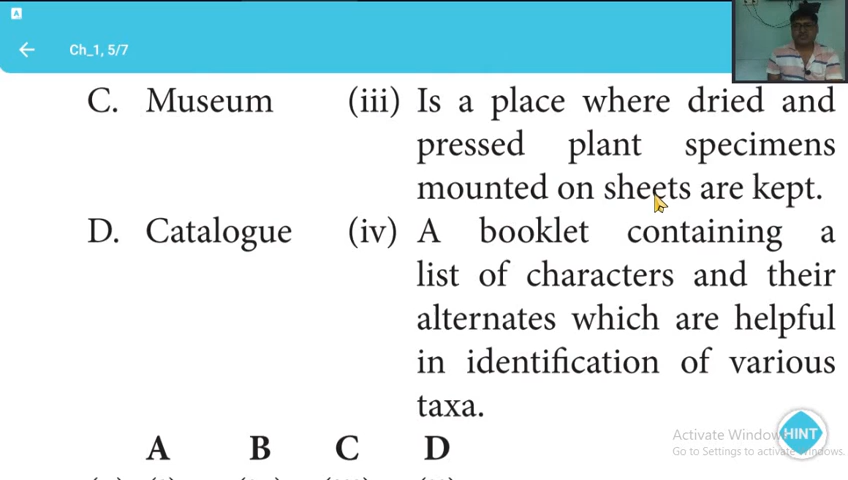 A
Ch_1, 5/7
C. Museum (iii) Is a place where dried and
pressed plant specimens
mounted on sheets are kept.
D. Catalogue (iv) A booklet containing a
list of characters and their
alternates which are helpful
in identification of various
taxa.
A B C D
Activate Window
Go to Settings to activate Windows.
HINT